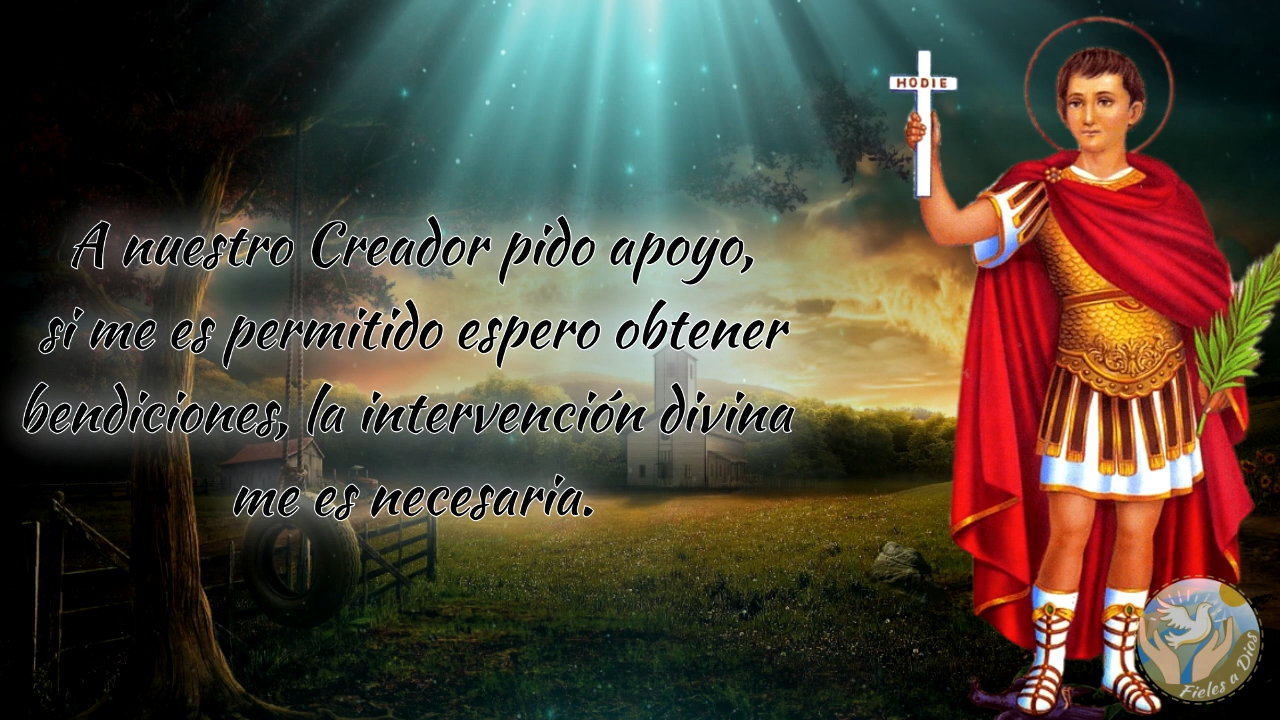 HODIE
A nuestro Creador pido apoyo,
si me es permitido espero obtener
bendiciones, la intervención divina
me es necesaria.
Fieles a Dios